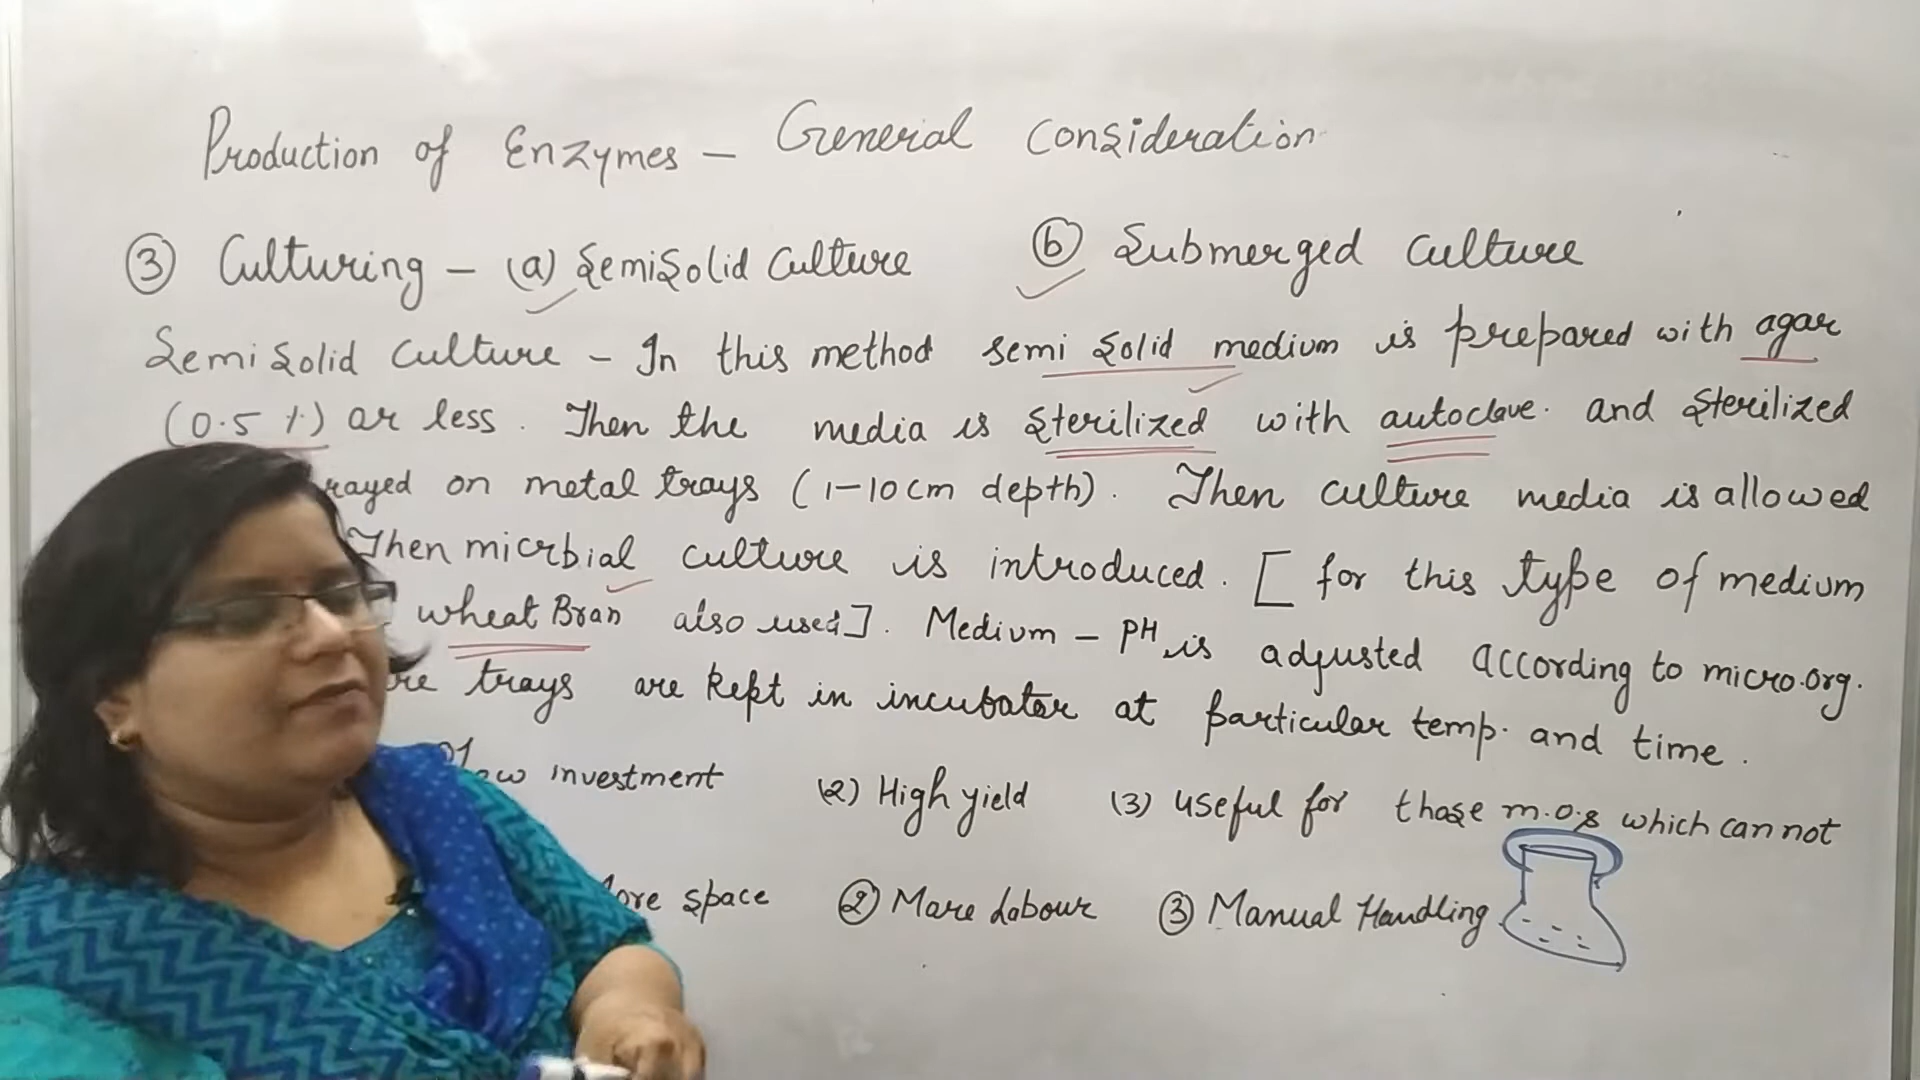 Production of Enzymes – General Consideration
③ Culturing – (a) SemiSolid Culture ⓑ Submerged Culture
SemiSolid Culture – In this method semi Solid medium is prepared with agar
(0.5 %) or less. Then the media is Sterilized with autoclave. and Sterilized
on metal trays (1–10cm depth). Then culture media is allowed
Then micrbial culture is introduced. [ for this type of medium
wheat Bran also used]. Medium – PH is adjusted according to micro.org.
trays are kept in incubator at particular temp. and time.
low investment (2) High yield (3) useful for those m.o.s which can not
space ② More Labour ③ Manual Handling